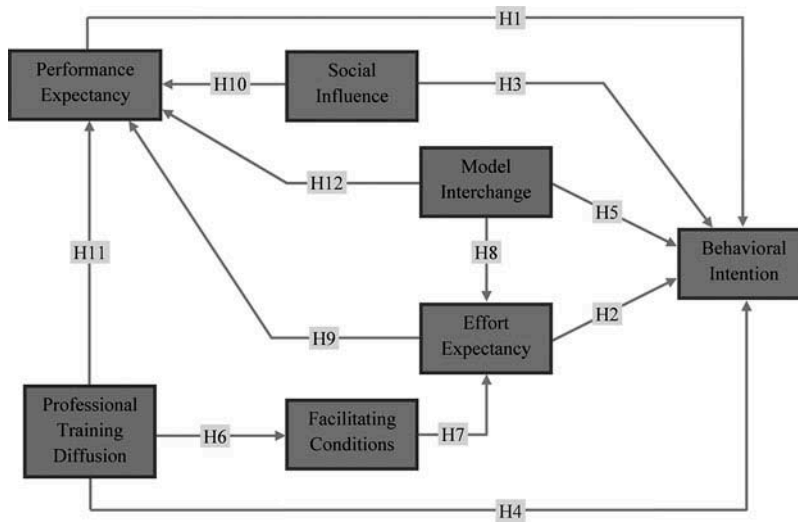 H1
Performance
Expectancy
H10
Social
Influence
H3
H12
Model
Interchange
H5
H11
H8
Behavioral
Intention
H9
Effort
Expectancy
H2
Professional
Training
Diffusion
H6
Facilitating
Conditions
H7
H4